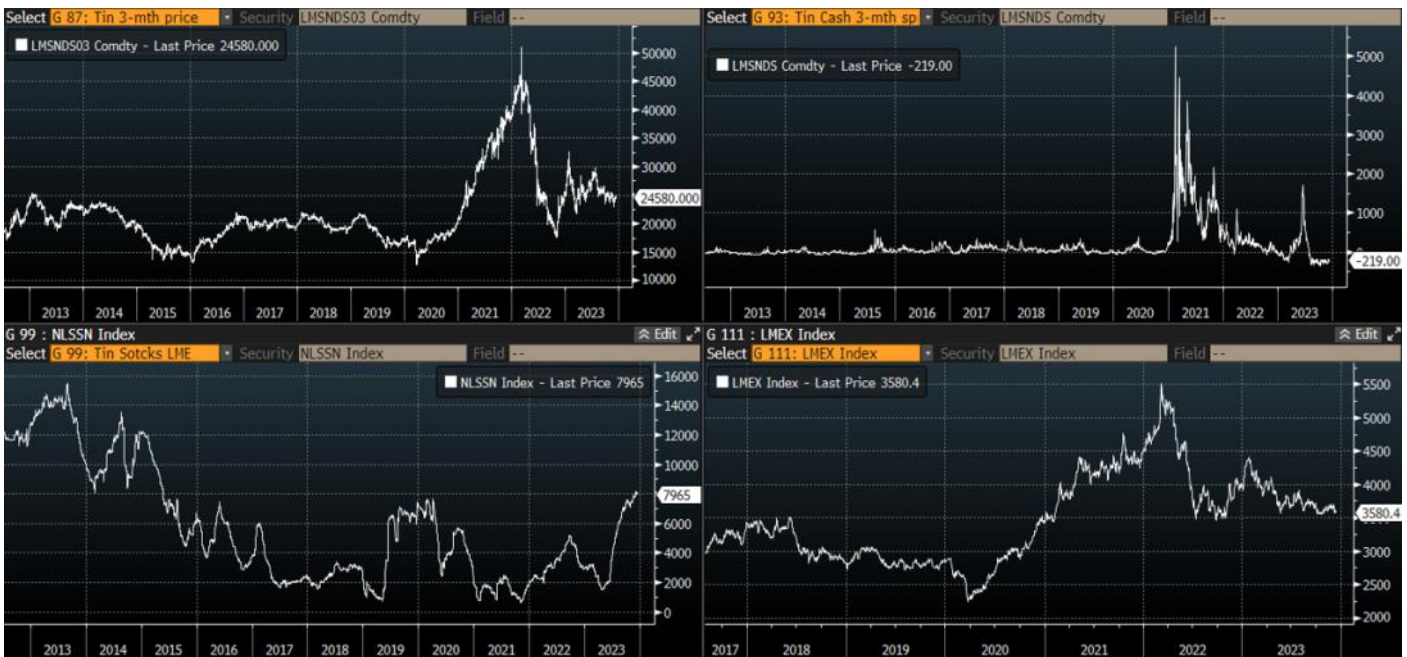 Select G 87: Tin 3-mth price Security LMSNDS03 Comdty Field --
LMSNDS03 Comdty - Last Price 24580.000
50000
45000
40000
35000
30000
24580.000
20000
15000
10000
2013 2014 2015 2016 2017 2018 2019 2020 2021 2022 2023
Select G 93: Tin Cash 3-mth sp Security LMSNDS Comdty Field --
LMSNDS Comdty - Last Price -219.00
5000
4000
3000
2000
1000
0
-219.00
2013 2014 2015 2016 2017 2018 2019 2020 2021 2022 2023
G 99 : NLSSN Index Edit
Select G 99: Tin Sotcks LME Security NLSSN Index Field --
NLSSN Index - Last Price 7965
16000
14000
12000
10000
7965
6000
4000
2000
0
2013 2014 2015 2016 2017 2018 2019 2020 2021 2022 2023
G 111 : LMEX Index Edit
Select G 111: LMEX Index Security LMEX Index Field --
LMEX Index - Last Price 3580.4
5500
5000
4500
4000
3580.4
3000
2500
2000
2017 2018 2019 2020 2021 2022 2023